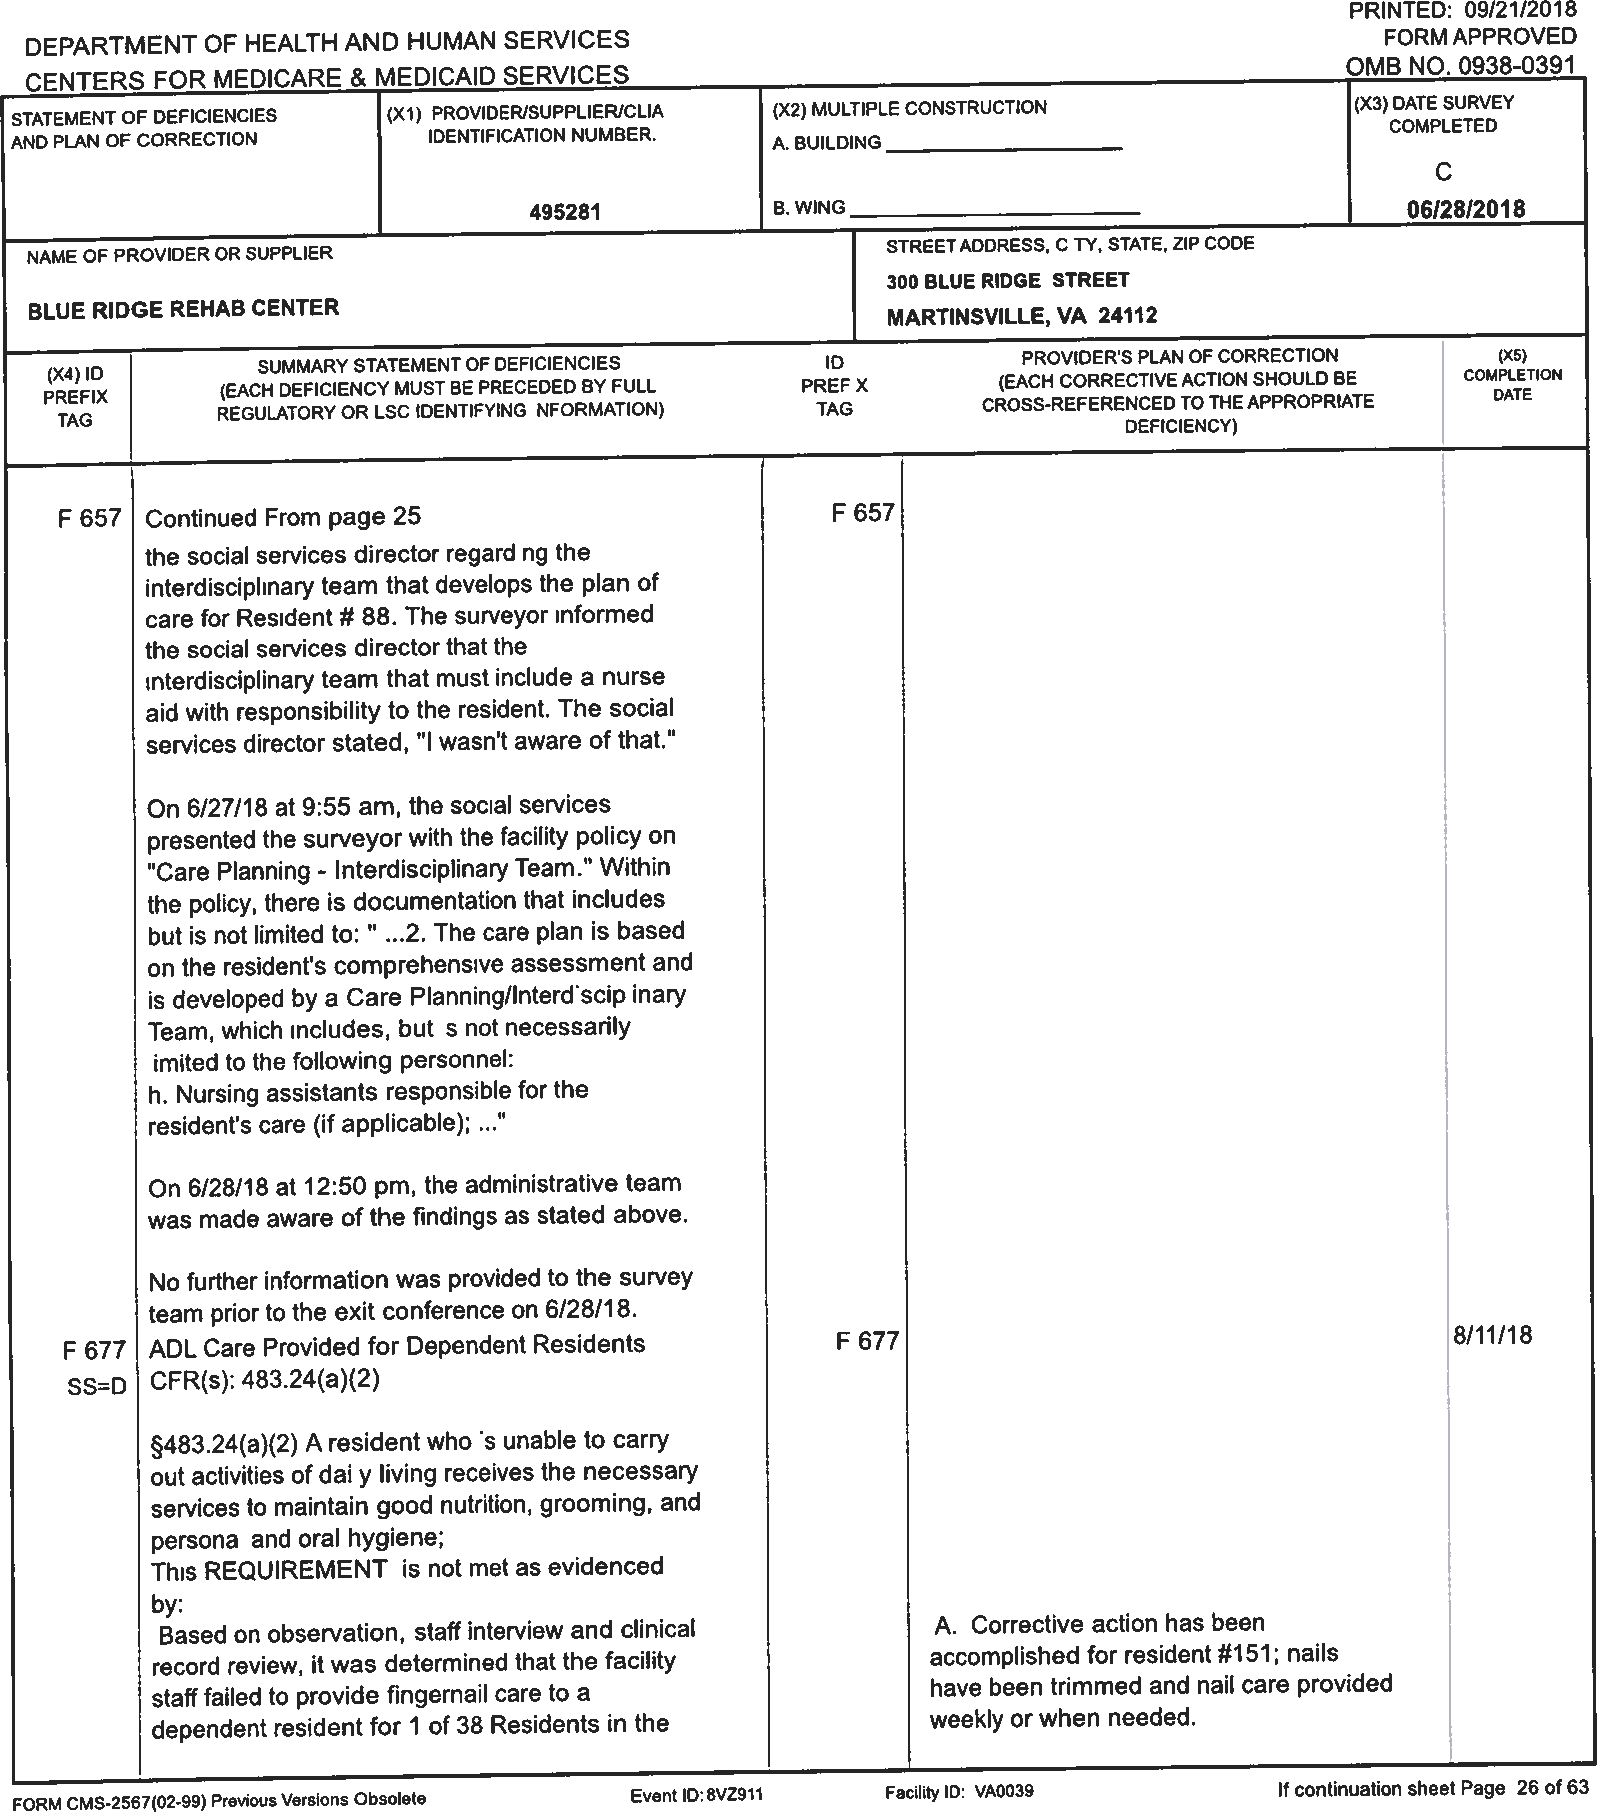 PRINTED: 09/21/2018
DEPARTMENT OF HEALTH AND HUMAN SERVICES
FORM APPROVED
CENTERS FOR MEDICARE & MEDICAID SERVICES
OMB NO. 0938-0391
STATEMENT OF DEFICIENCIES
AND PLAN OF CORRECTION
(X1) PROVIDER/SUPPLIER/CLIA
IDENTIFICATION NUMBER.
495281
(X2) MULTIPLE CONSTRUCTION
A. BUILDING
B. WING
(X3) DATE SURVEY
COMPLETED
C
06/28/2018
NAME OF PROVIDER OR SUPPLIER
BLUE RIDGE REHAB CENTER
STREET ADDRESS, C TY, STATE, ZIP CODE
300 BLUE RIDGE STREET
MARTINSVILLE, VA 24112
(X4) ID
PREFIX
TAG
SUMMARY STATEMENT OF DEFICIENCIES
(EACH DEFICIENCY MUST BE PRECEDED BY FULL
REGULATORY OR LSC IDENTIFYING NFORMATION)
ID
PREF X
TAG
PROVIDER'S PLAN OF CORRECTION
(EACH CORRECTIVE ACTION SHOULD BE
CROSS-REFERENCED TO THE APPROPRIATE
DEFICIENCY)
(X5)
COMPLETION
DATE
F 657
Continued From page 25
the social services director regard ng the
interdisciplinary team that develops the plan of
care for Resident # 88. The surveyor informed
the social services director that the
interdisciplinary team that must include a nurse
aid with responsibility to the resident. The social
services director stated, "I wasn't aware of that."
On 6/27/18 at 9:55 am, the social services
presented the surveyor with the facility policy on
"Care Planning - Interdisciplinary Team." Within
the policy, there is documentation that includes
but is not limited to: " ...2. The care plan is based
on the resident's comprehensive assessment and
is developed by a Care Planning/Interd'scip inary
Team, which includes, but s not necessarily
imited to the following personnel:
h. Nursing assistants responsible for the
resident's care (if applicable); ..."
On 6/28/18 at 12:50 pm, the administrative team
was made aware of the findings as stated above.
No further information was provided to the survey
team prior to the exit conference on 6/28/18.
F 657
F 677
SS=D
ADL Care Provided for Dependent Residents
CFR(s): 483.24(a)(2)
§483.24(a)(2) A resident who 's unable to carry
out activities of dai y living receives the necessary
services to maintain good nutrition, grooming, and
persona and oral hygiene;
This REQUIREMENT is not met as evidenced
by:
Based on observation, staff interview and clinical
record review, it was determined that the facility
staff failed to provide fingernail care to a
dependent resident for 1 of 38 Residents in the
F 677
A. Corrective action has been
accomplished for resident #151; nails
have been trimmed and nail care provided
weekly or when needed.
8/11/18
FORM CMS-2567(02-99) Previous Versions Obsolete
Event ID: 8VZ911
Facility ID: VA0039
If continuation sheet Page 26 of 63